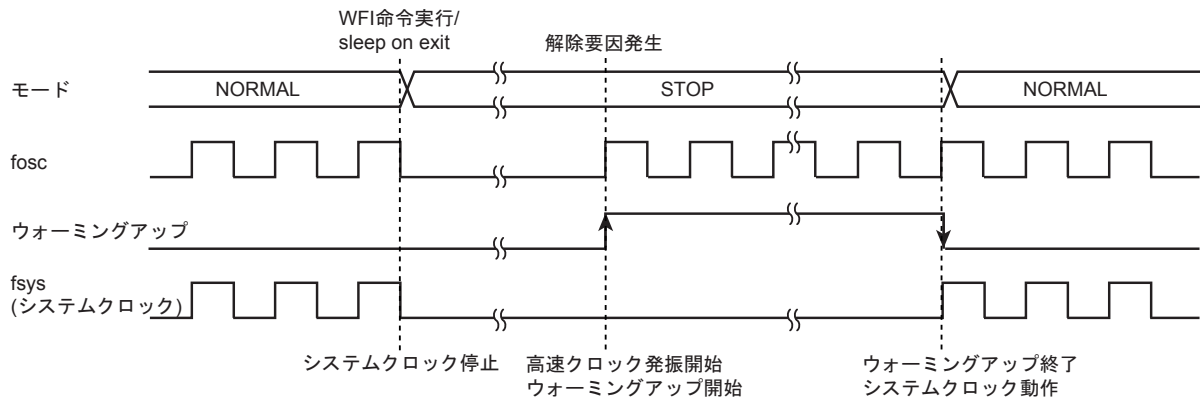 WFI命令実行/
sleep on exit
解除要因発生
モード
NORMAL
STOP
NORMAL
fosc
ウォーミングアップ
fsys
(システムクロック)
システムクロック停止
高速クロック発振開始
ウォーミングアップ開始
ウォーミングアップ終了
システムクロック動作